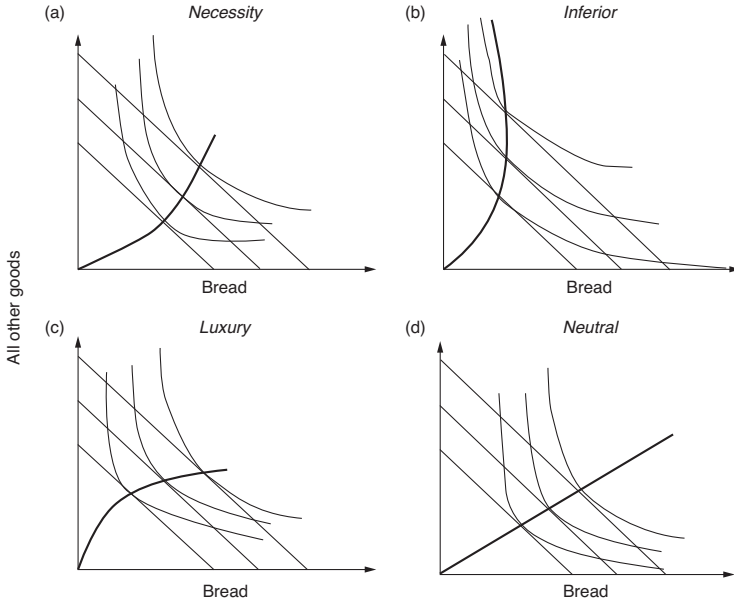 (a) Necessity
(b) Inferior
Bread
Bread
All other goods
(c) Luxury
(d) Neutral
Bread
Bread